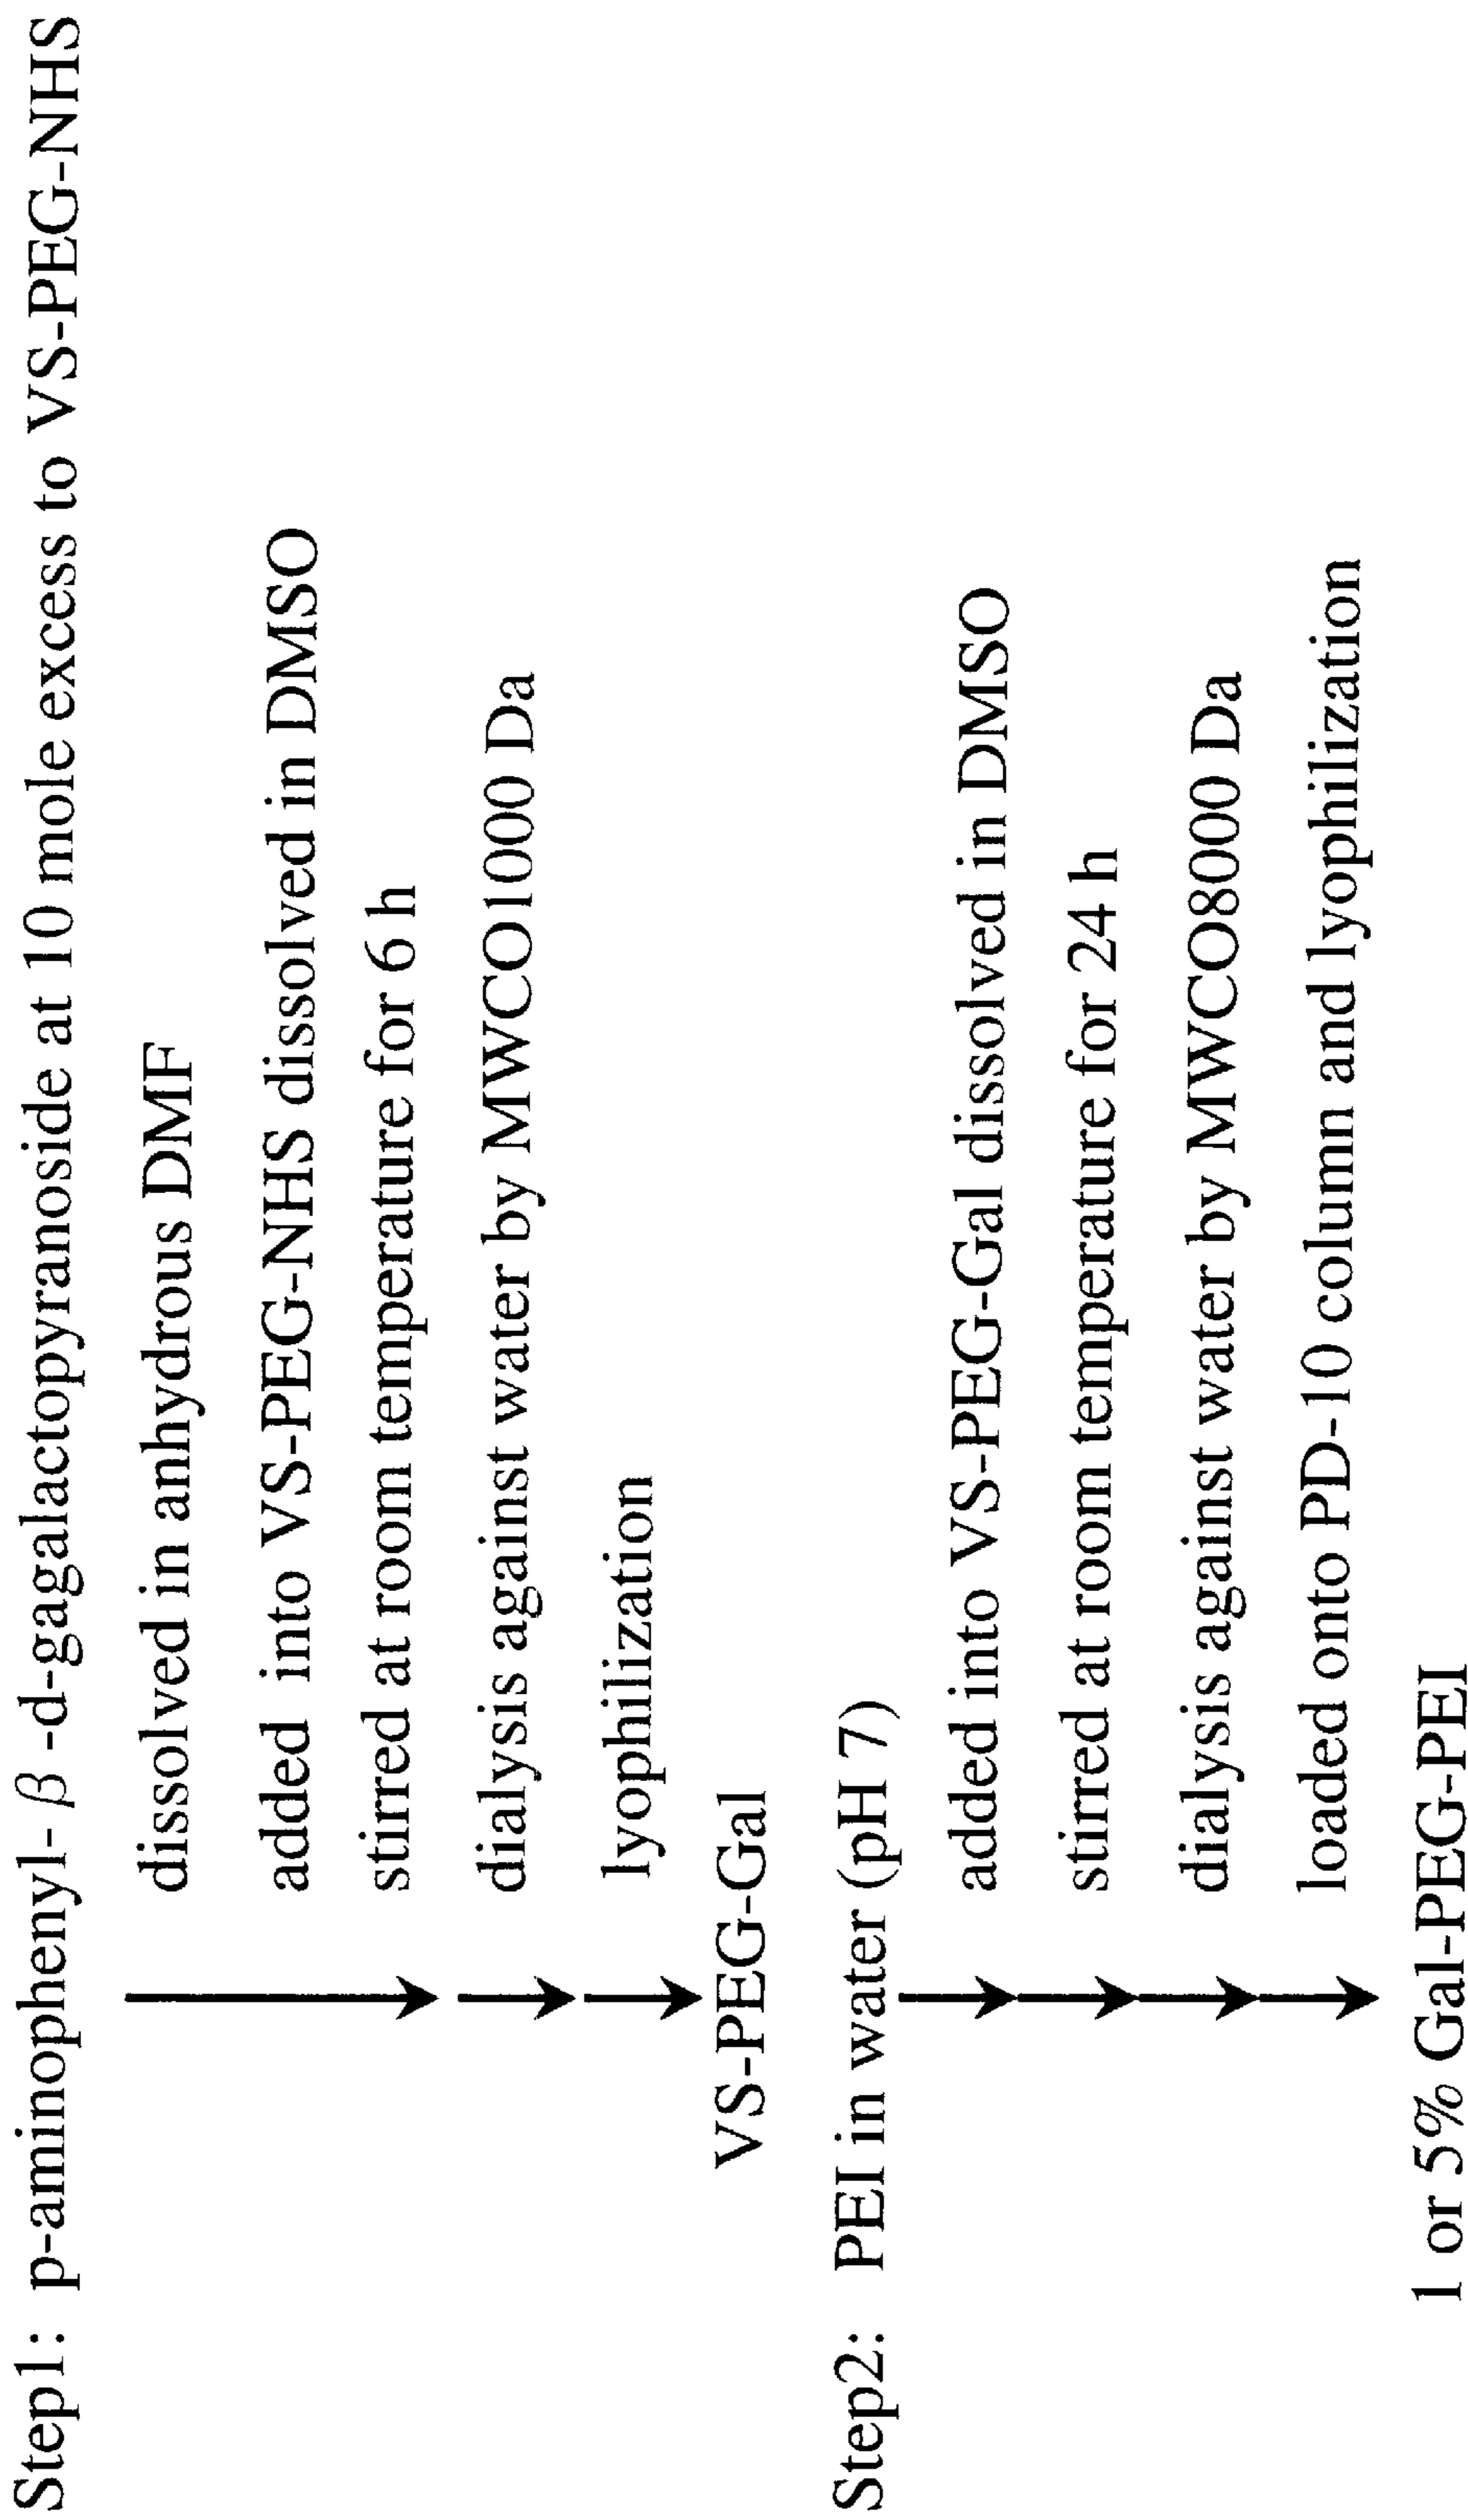 Step1: p-aminophenyl- β -d-gagalactopyranoside at 10 mole excess to VS-PEG-NHS
dissolved in anhydrous DMF
added into VS-PEG-NHS dissolved in DMSO
stirred at room temperature for 6 h
dialysis against water by MWCO1000 Da
lyophilization
VS-PEG-Gal
Step2: PEI in water (pH 7)
added into VS-PEG-Gal dissolved in DMSO
stirred at room temperature for 24 h
dialysis against water by MWCO8000 Da
loaded onto PD-10 column and lyophilization
1 or 5% Gal-PEG-PEI